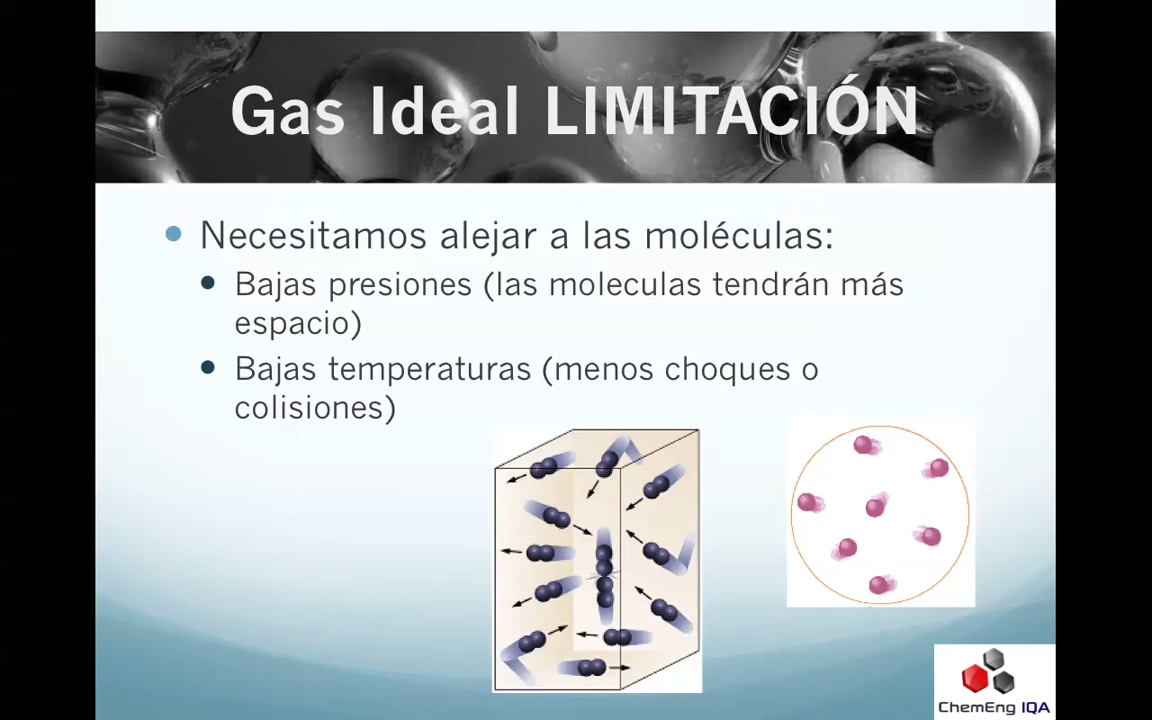 Gas Ideal LIMITACIÓN
Necesitamos alejar a las moléculas:
Bajas presiones (las moleculas tendrán más
espacio)
Bajas temperaturas (menos choques o
colisiones)
ChemEng IQA